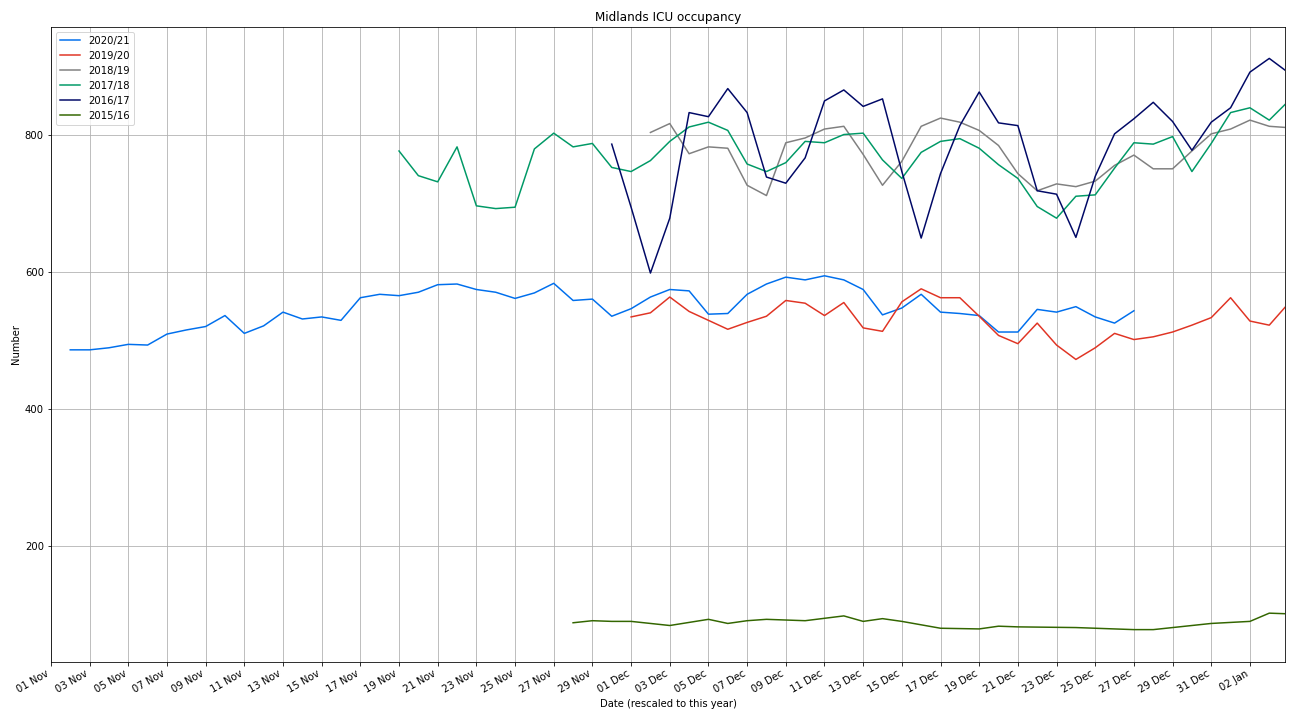 Midlands ICU occupancy
2020/21
2019/20
2018/19
2017/18
2016/17
2015/16
800
600
400
200
Number
01 Nov
03 Nov
05 Nov
07 Nov
09 Nov
11 Nov
13 Nov
15 Nov
17 Nov
19 Nov
21 Nov
23 Nov
25 Nov
27 Nov
29 Nov
01 Dec
03 Dec
05 Dec
07 Dec
09 Dec
11 Dec
13 Dec
15 Dec
17 Dec
19 Dec
21 Dec
23 Dec
25 Dec
27 Dec
29 Dec
31 Dec
02 Jan
Date (rescaled to this year)